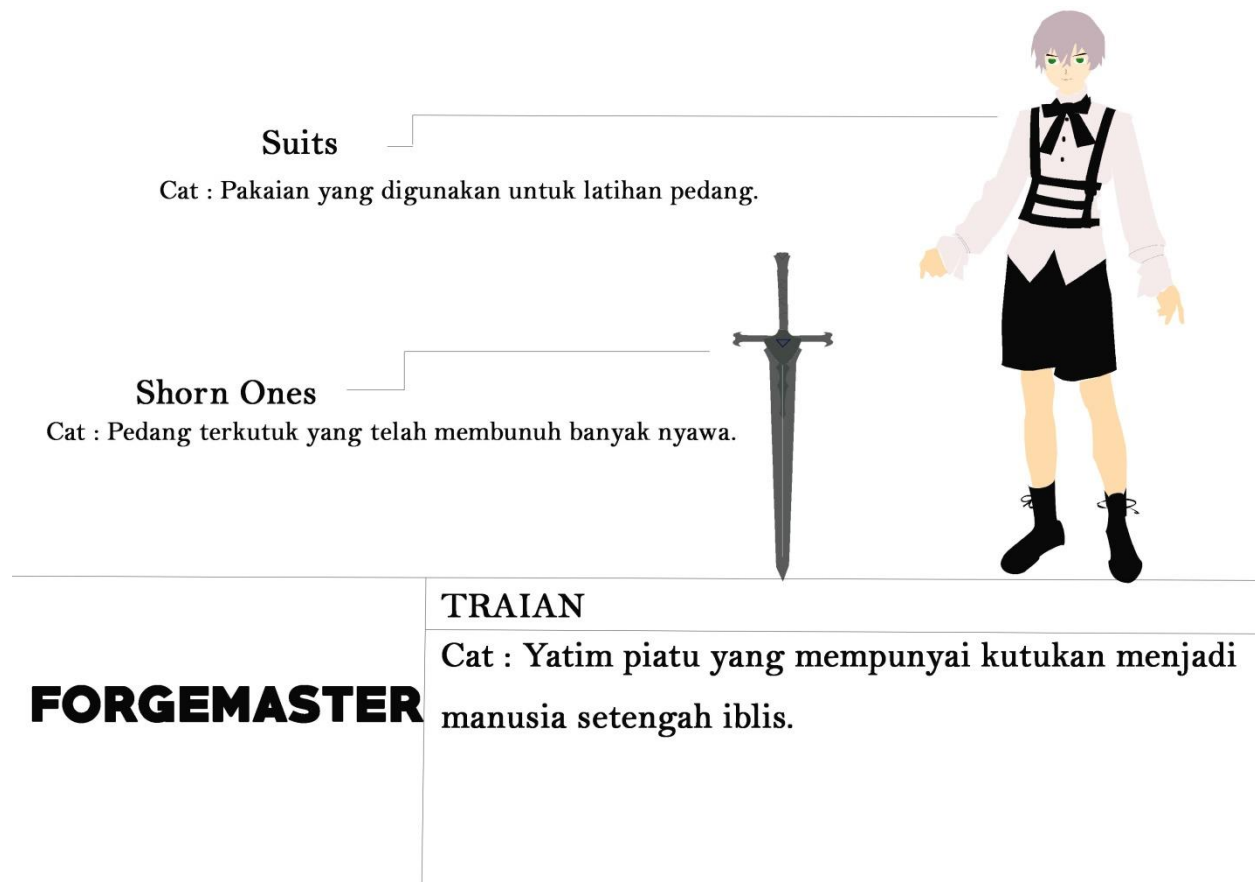 Suits
Cat : Pakaian yang digunakan untuk latihan pedang.
Shorn Ones
Cat : Pedang terkutuk yang telah membunuh banyak nyawa.
FORGEMASTER
TRAIAN
Cat : Yatim piatu yang mempunyai kutukan menjadi
manusia setengah iblis.